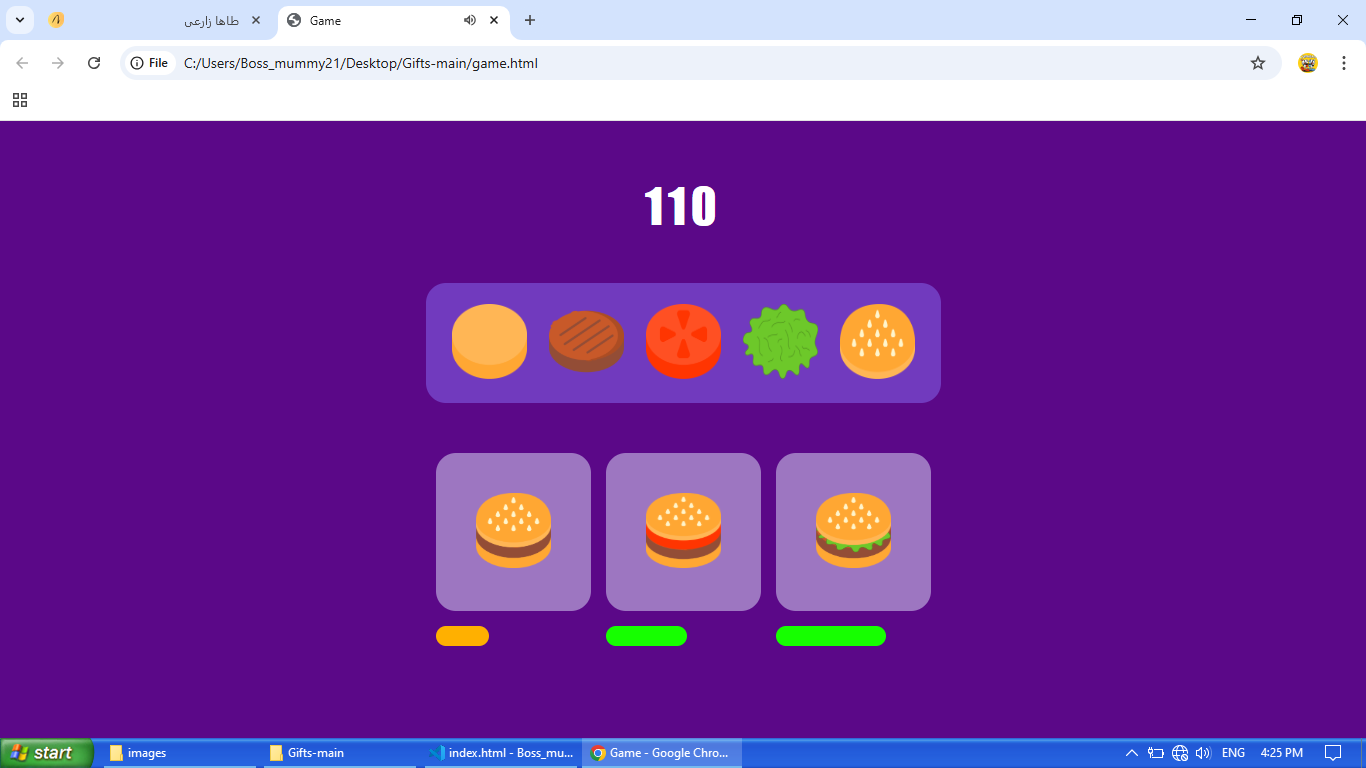 طاها زارعی
Game
File
C:/Users/Boss_mummy21/Desktop/Gifts-main/game.html
110
start
images
Gifts-main
index.html - Boss_mu...
Game - Google Chro...
ENG
4:25 PM